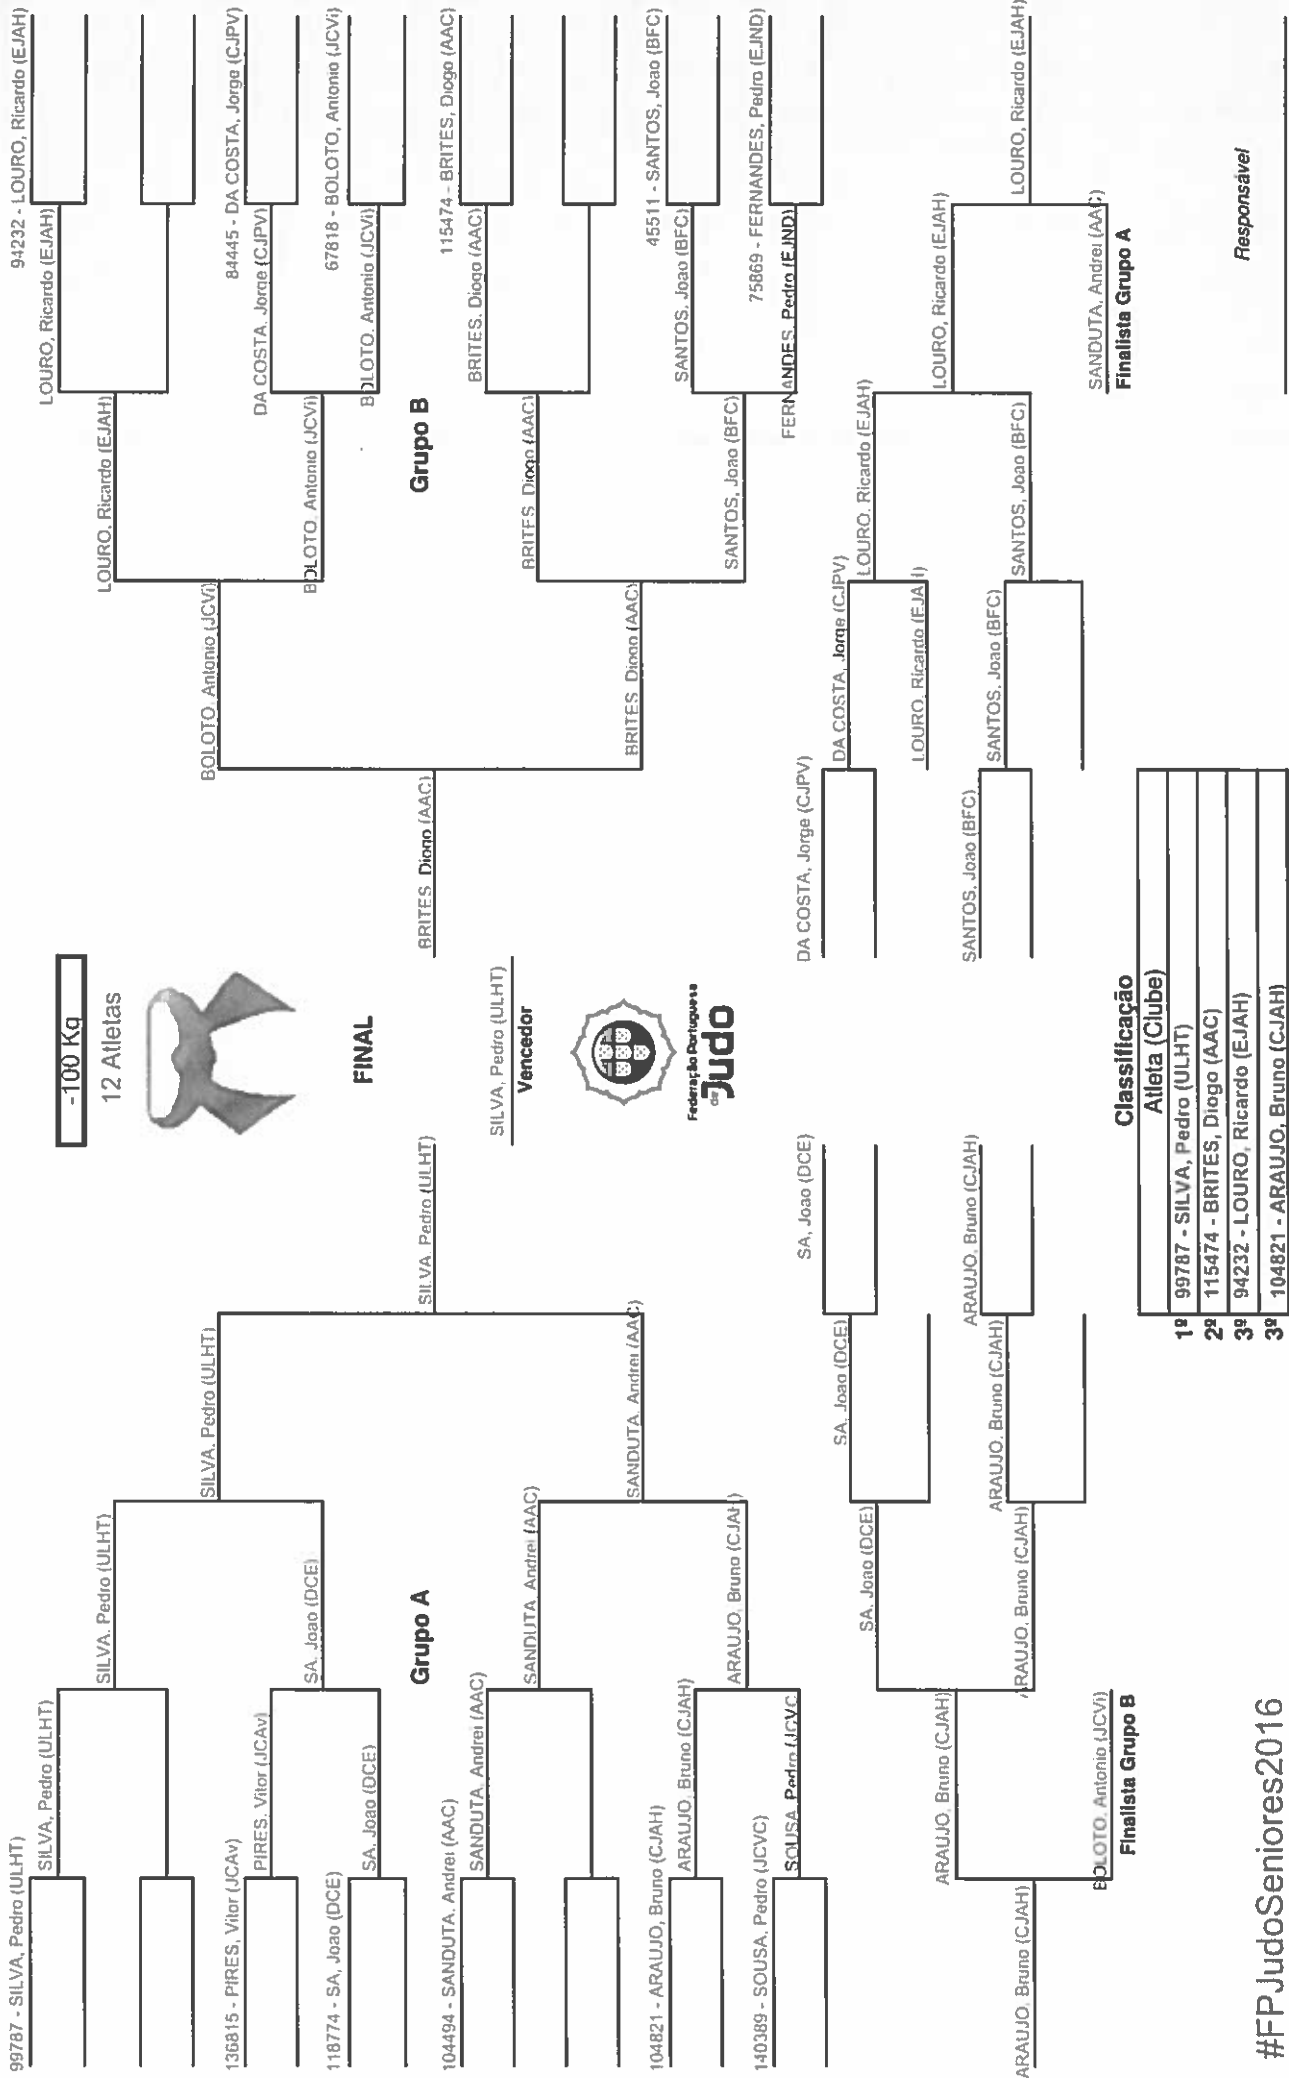 -100 Kg
12 Atletas
99787 - SILVA, Pedro (ULHT)
SILVA, Pedro (ULHT)
SILVA, Pedro (ULHT)
SILVA, Pedro (ULHT)
136815 - PIRES, Vitor (JCAv)
PIRES, Vitor (JCAv)
118774 - SA, Joao (DCE)
SA, Joao (DCE)
SA, Joao (DCE)
Grupo A
SILVA, Pedro (ULHT)
104494 - SANDUTA, Andrei (AAC)
SANDUTA, Andrei (AAC)
SANDUTA, Andrei (AAC)
SANDUTA, Andrei (AAC)
104821 - ARAUJO, Bruno (CJAH)
ARAUJO, Bruno (CJAH)
ARAUJO, Bruno (CJAH)
140389 - SOUSA, Pedro (JCVC)
SOUSA, Pedro (JCVC
FINAL
SILVA, Pedro (ULHT)
Vencedor
Federação Portuguesa
de Judo
94232 - LOURO, Ricardo (EJAH)
LOURO, Ricardo (EJAH)
LOURO, Ricardo (EJAH)
BOLOTO, Antonio (JCVi)
84445 - DA COSTA, Jorge (CJPV)
DA COSTA, Jorge (CJPV)
67818 - BOLOTO, Antonio (JCVi)
BOLOTO, Antonio (JCVi)
BOLOTO, Antonio (JCVi)
Grupo B
BRITES, Diogo (AAC)
115474 - BRITES, Diogo (AAC)
BRITES, Diogo (AAC)
BRITES, Diogo (AAC)
BRITES, Diogo (AAC)
45511 - SANTOS, Joao (BFC)
SANTOS, Joao (BFC)
SANTOS, Joao (BFC)
75869 - FERNANDES, Pedro (EJND)
FERNANDES, Pedro (EJND)
SA, Joao (DCE)
SA, Joao (DCE)
SA, Joao (DCE)
ARAUJO, Bruno (CJAH)
ARAUJO, Bruno (CJAH)
ARAUJO, Bruno (CJAH)
ARAUJO, Bruno (CJAH)
ARAUJO, Bruno (CJAH)
BOLOTO, Antonio (JCVi)
Finalista Grupo B
DA COSTA, Jorge (CJPV)
DA COSTA, Jorge (CJPV)
LOURO, Ricardo (EJAH)
LOURO, Ricardo (EJAH)
SANTOS, Joao (BFC)
SANTOS, Joao (BFC)
SANTOS, Joao (BFC)
LOURO, Ricardo (EJAH)
LOURO, Ricardo (EJAH)
SANDUTA, Andrei (AAC)
Finalista Grupo A
Classificação
Atleta (Clube)
1º 99787 - SILVA, Pedro (ULHT)
2º 115474 - BRITES, Diogo (AAC)
3º 94232 - LOURO, Ricardo (EJAH)
3º 104821 - ARAUJO, Bruno (CJAH)
Responsável
#FPJudoSeniores2016